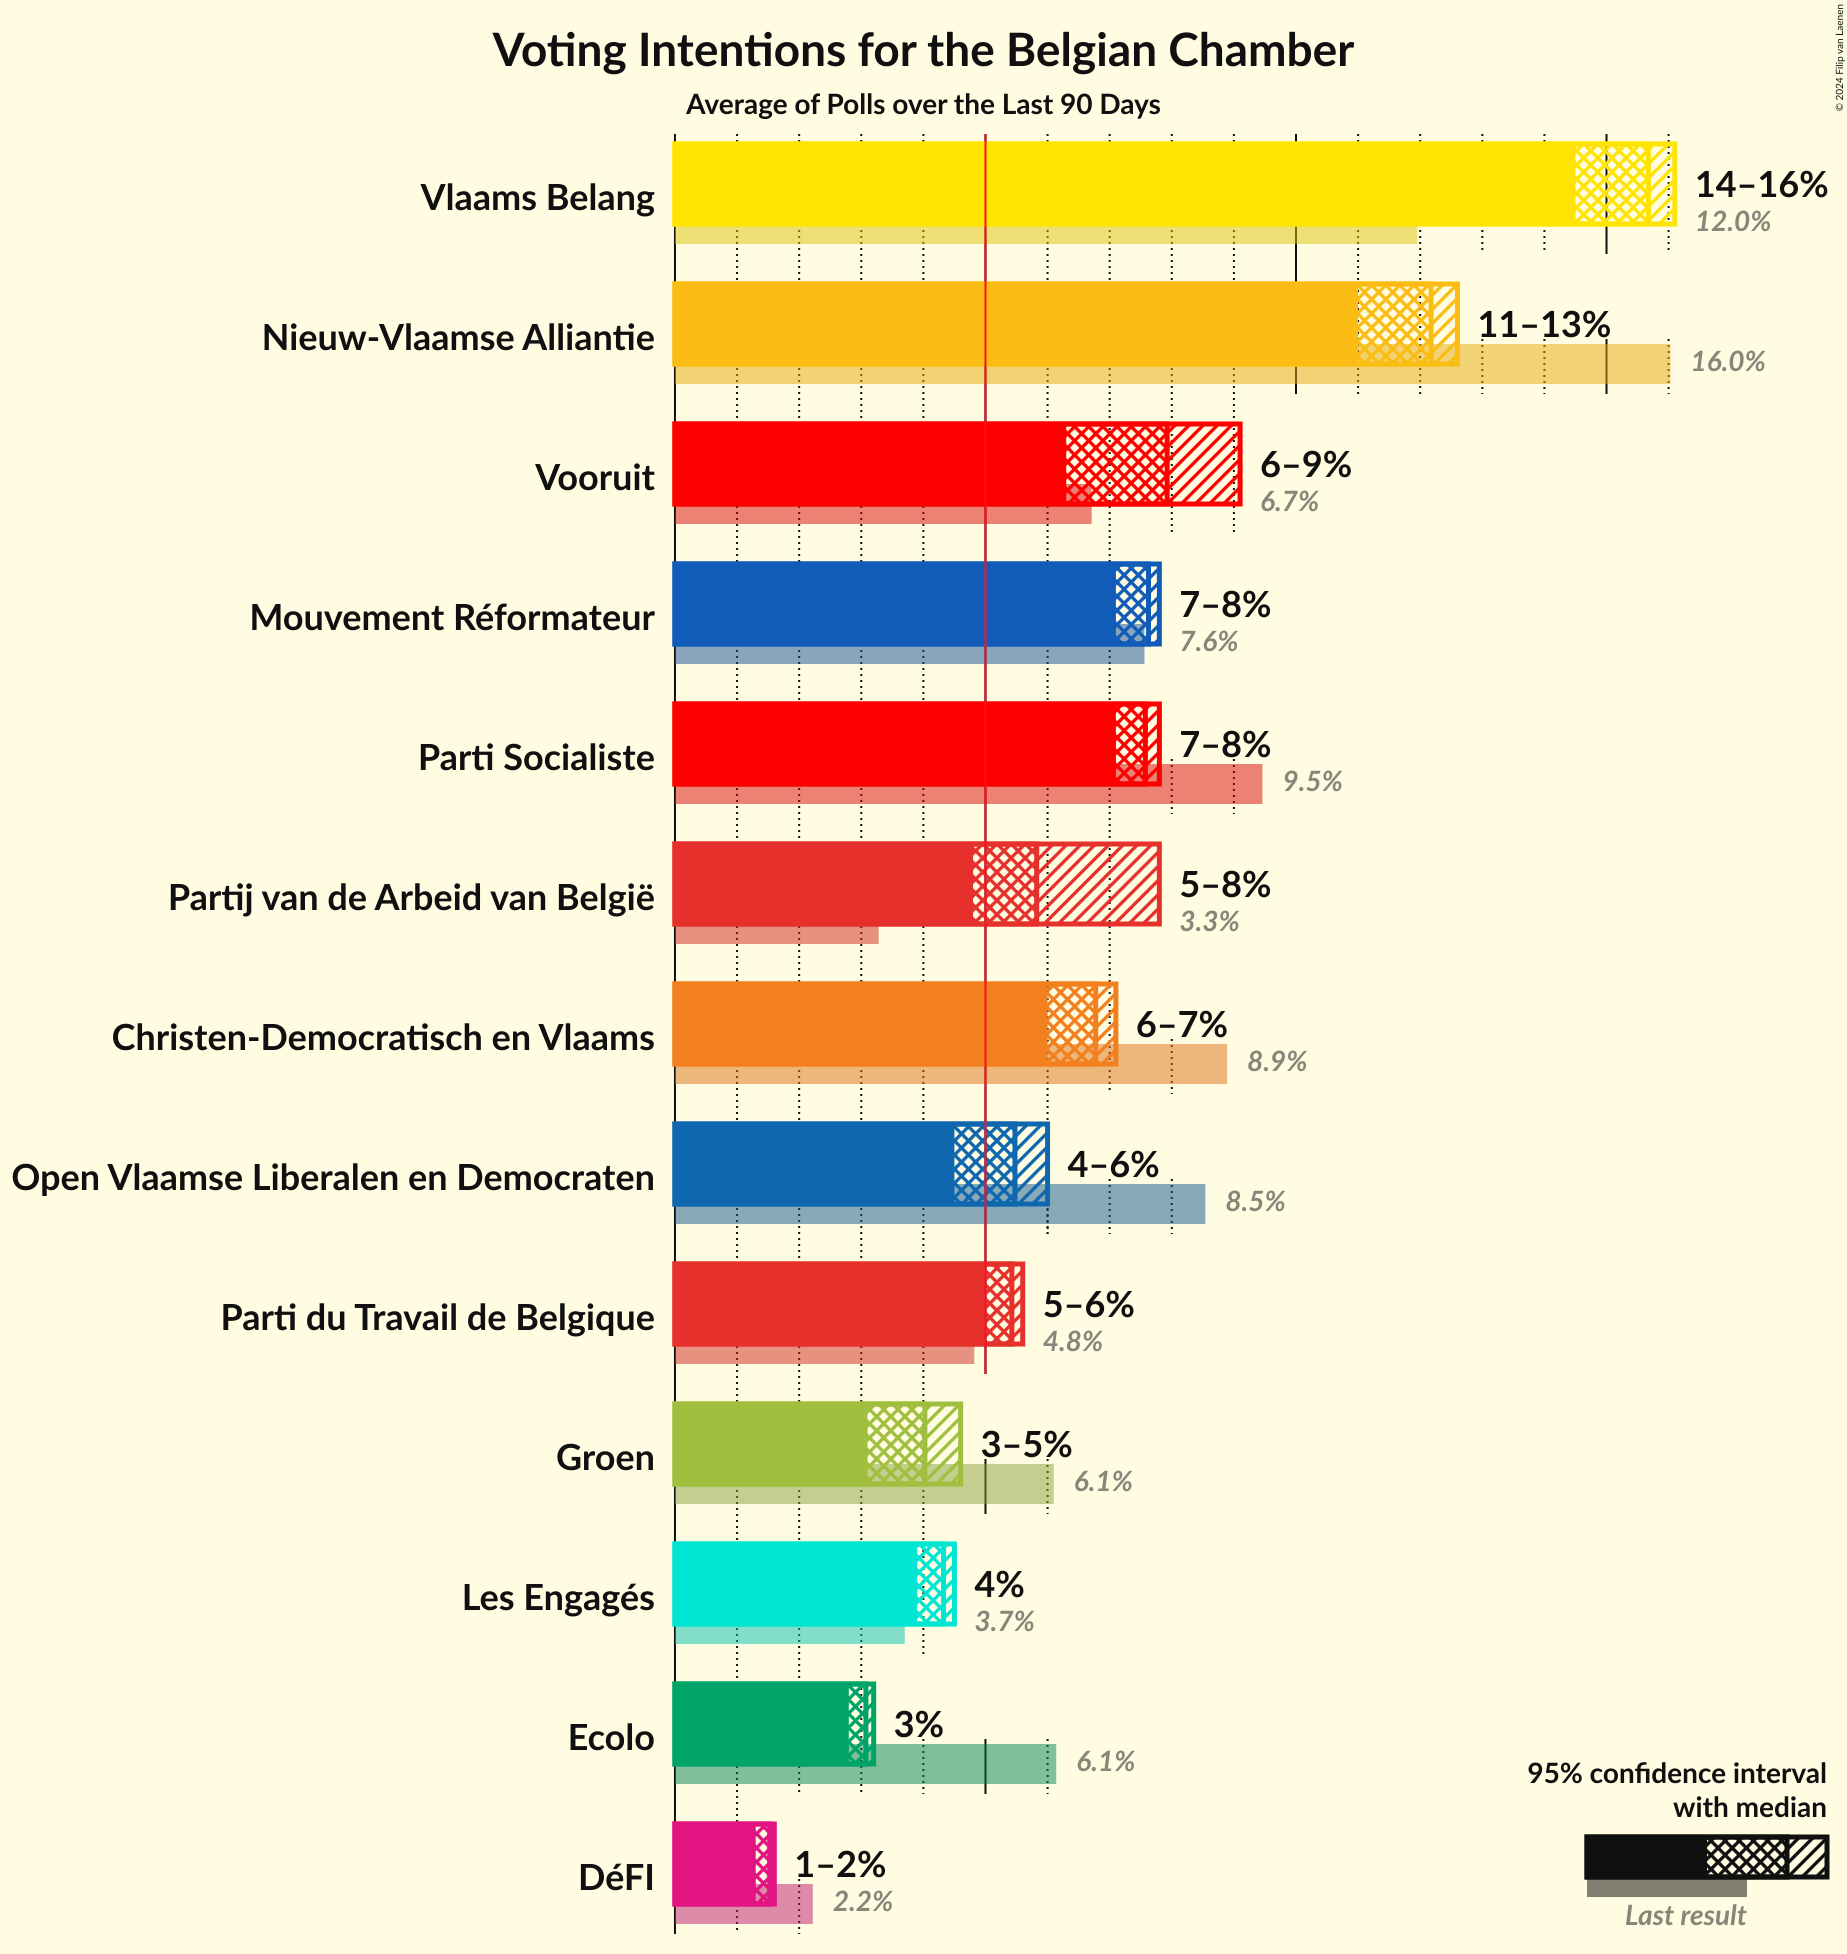 Voting Intentions for the Belgian Chamber
Average of Polls over the Last 90 Days
© 2024 Filip van Laenen
Vlaams Belang
14–16%
12.0%
Nieuw-Vlaamse Alliantie
11–13%
16.0%
Vooruit
6–9%
6.7%
Mouvement Réformateur
7–8%
7.6%
Parti Socialiste
7–8%
9.5%
Partij van de Arbeid van België
5–8%
3.3%
Christen-Democratisch en Vlaams
6–7%
8.9%
Open Vlaamse Liberalen en Democraten
4–6%
8.5%
Parti du Travail de Belgique
5–6%
4.8%
Groen
3–5%
6.1%
Les Engagés
4%
3.7%
Ecolo
3%
6.1%
DéFI
1–2%
2.2%
95% confidence interval
with median
Last result